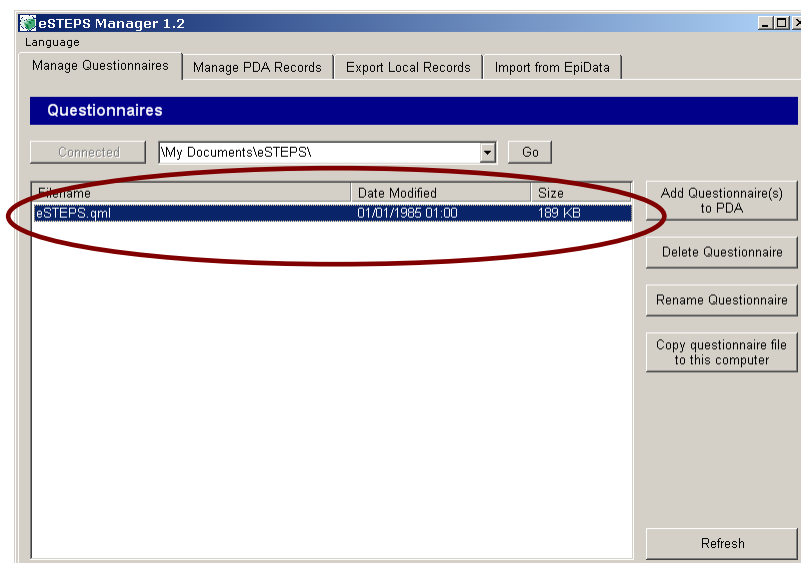 eSTEPS Manager 1.2
Language
Manage Questionnaires Manage PDA Records Export Local Records Import from EpiData
Questionnaires
Connected \My Documents\eSTEPS\ Go
Filename Date Modified Size
eSTEPS.qml 01/01/1985 01:00 189 KB
Add Questionnaire(s)
to PDA
Delete Questionnaire
Rename Questionnaire
Copy questionnaire file
to this computer
Refresh